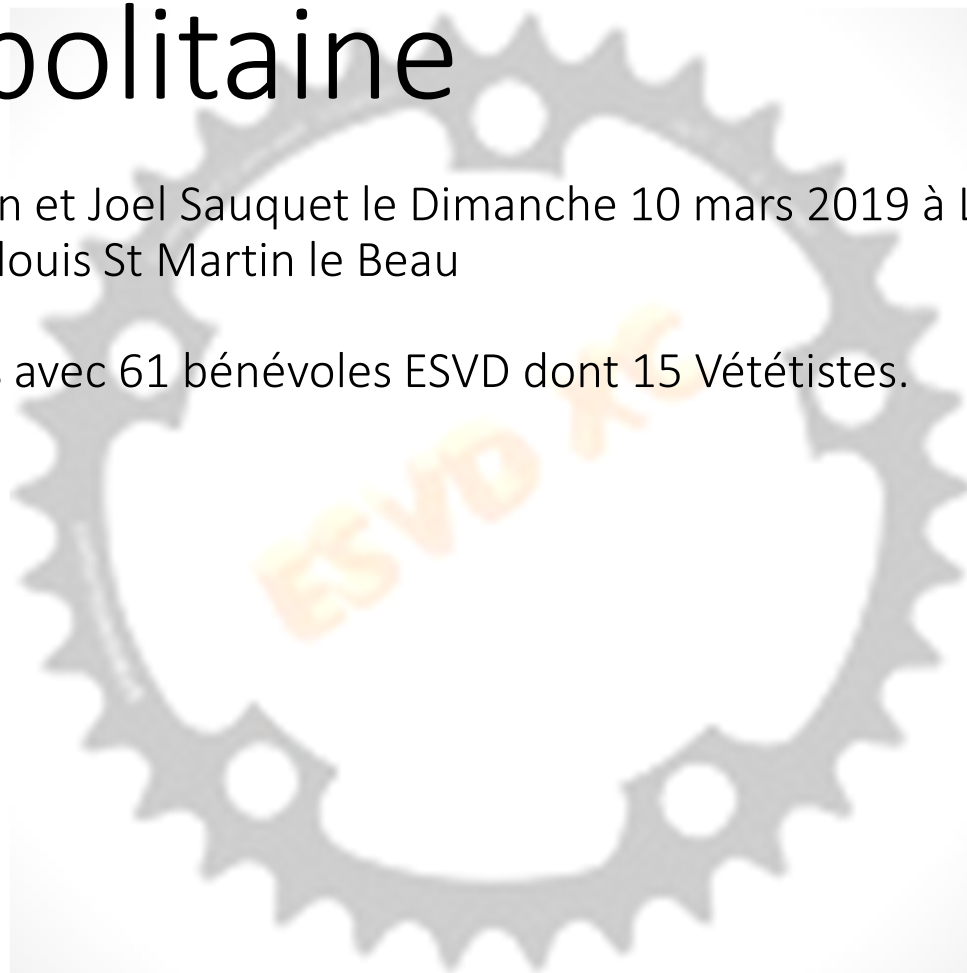 politaine
n et Joel Sauquet le Dimanche 10 mars 2019 à L
louis St Martin le Beau
avec 61 bénévoles ESVD dont 15 Vététistes.
ESVD XC